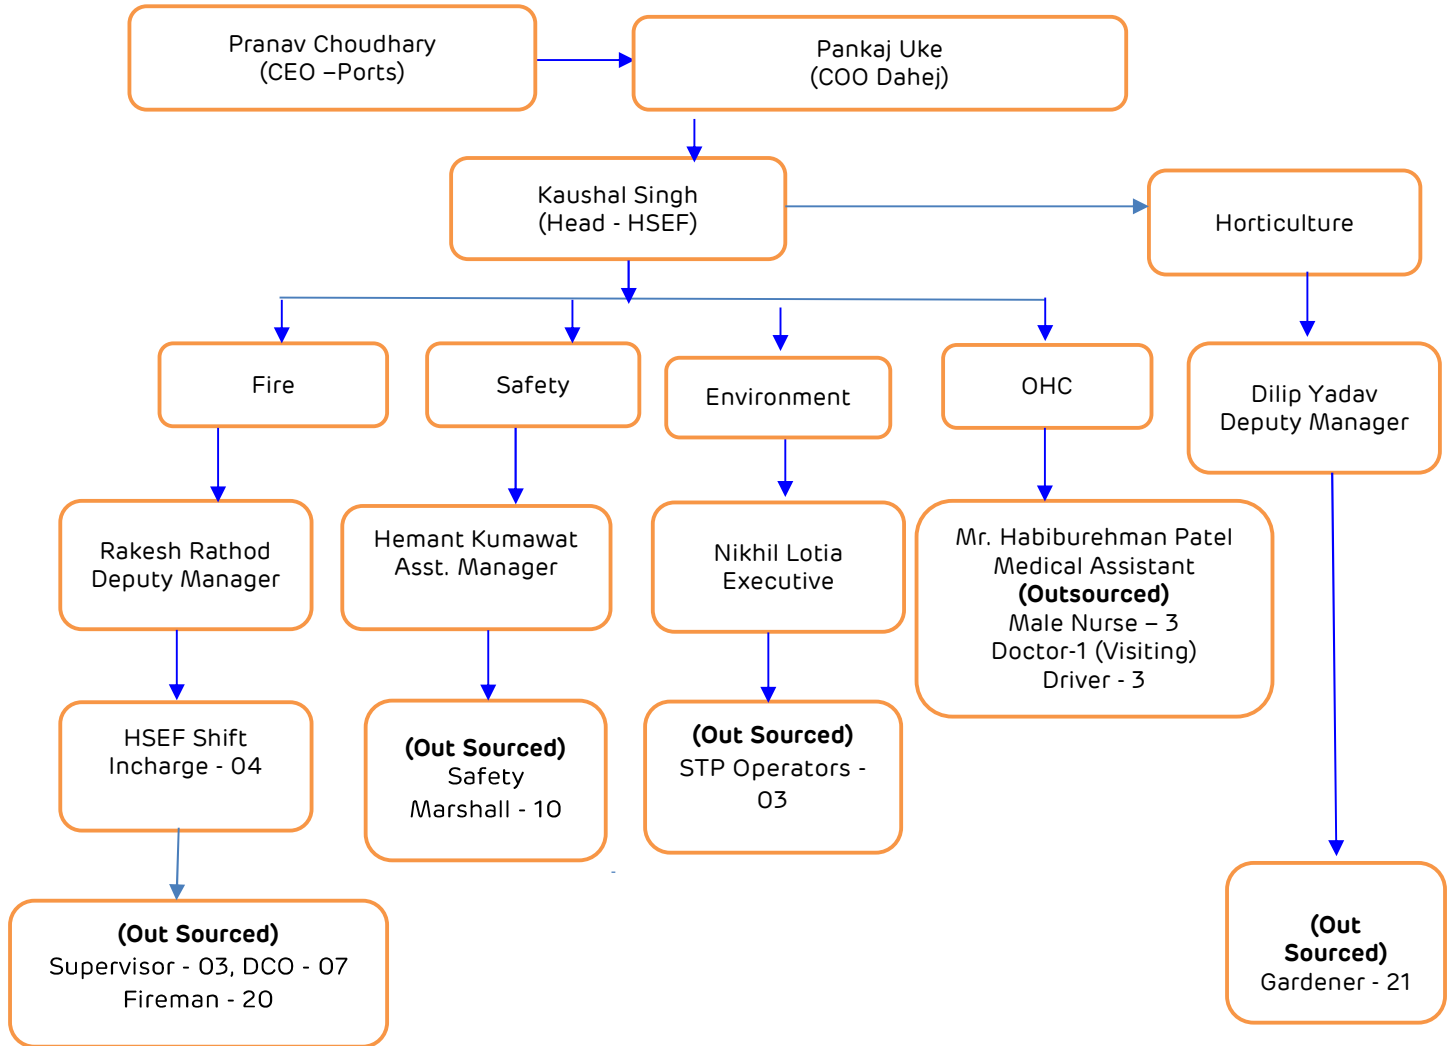 Pranav Choudhary
(CEO –Ports)
Pankaj Uke
(COO Dahej)
Kaushal Singh
(Head - HSEF)
Horticulture
Fire
Safety
Environment
OHC
Dilip Yadav
Deputy Manager
Rakesh Rathod
Deputy Manager
Hemant Kumawat
Asst. Manager
Nikhil Lotia
Executive
Mr. Habiburehman Patel
Medical Assistant
(Outsourced)
Male Nurse – 3
Doctor-1 (Visiting)
Driver - 3
HSEF Shift
Incharge - 04
(Out Sourced)
Safety
Marshall - 10
(Out Sourced)
STP Operators -
03
(Out Sourced)
Supervisor - 03, DCO - 07
Fireman - 20
(Out
Sourced)
Gardener - 21